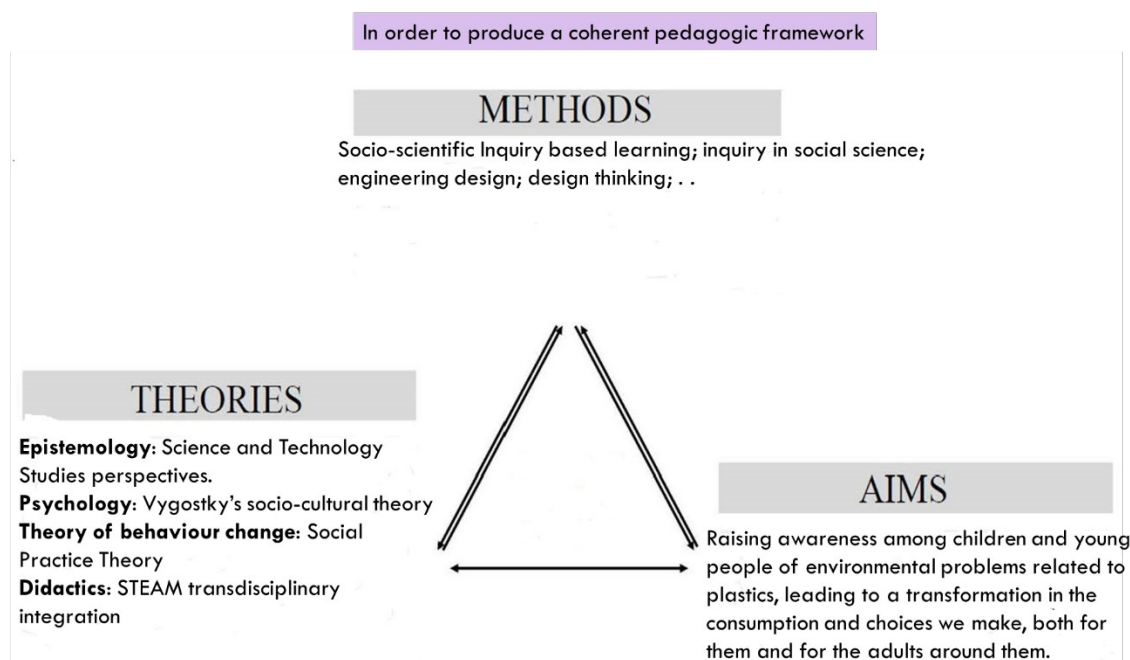 In order to produce a coherent pedagogic framework
METHODS
Socio-scientific Inquiry based learning; inquiry in social science;
engineering design; design thinking; . .
THEORIES
Epistemology: Science and Technology
Studies perspectives.
Psychology: Vygostky’s socio-cultural theory
Theory of behaviour change: Social
Practice Theory
Didactics: STEAM transdisciplinary
integration
AIMS
Raising awareness among children and young
people of environmental problems related to
plastics, leading to a transformation in the
consumption and choices we make, both for
them and for the adults around them.